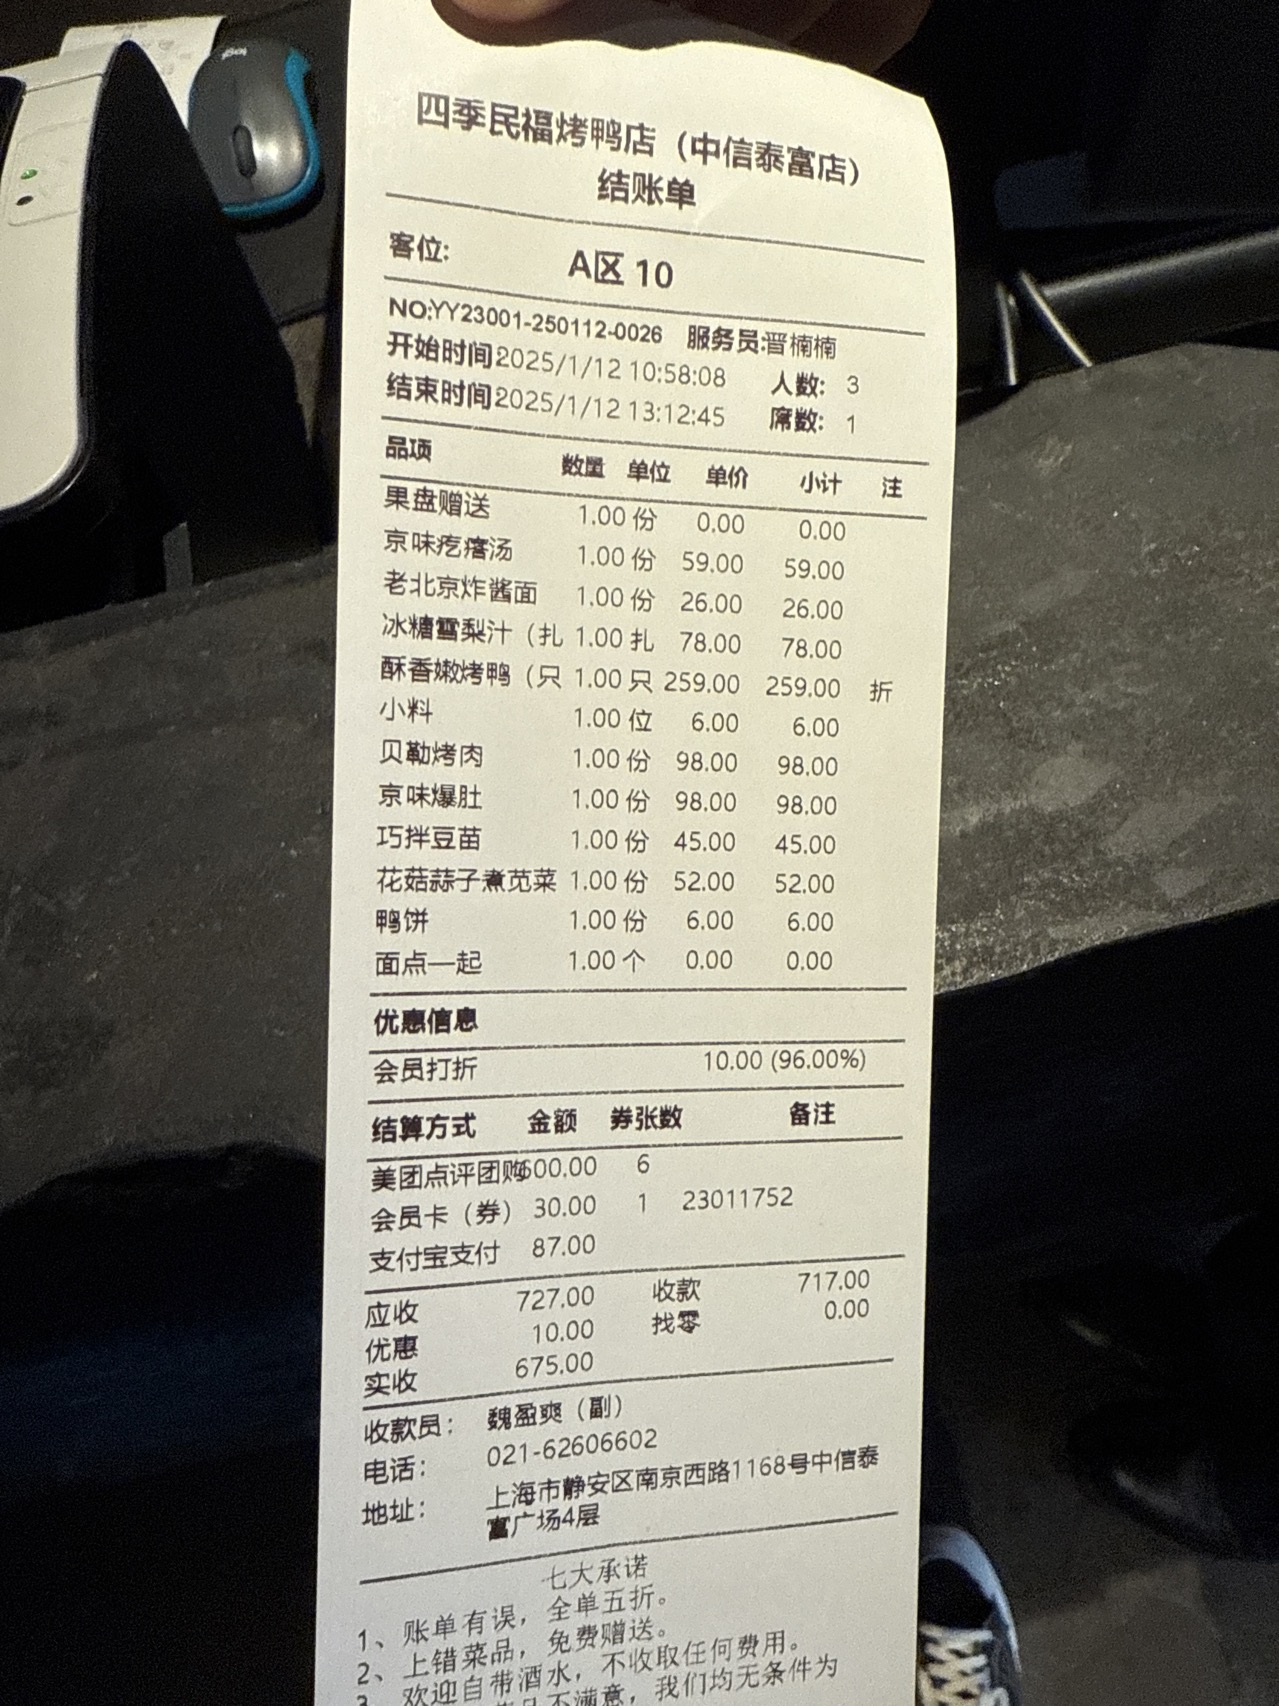 四季民福烤鸭店（中信泰富店）
结账单
客位: A区 10
NO:YY23001-250112-0026 服务员:晋楠楠
开始时间2025/1/12 10:58:08 人数: 3
结束时间2025/1/12 13:12:45 席数: 1
品项 数量 单位 单价 小计 注
果盘赠送 1.00 份 0.00 0.00
京味疙瘩汤 1.00 份 59.00 59.00
老北京炸酱面 1.00 份 26.00 26.00
冰糖雪梨汁（扎 1.00 扎 78.00 78.00
酥香嫩烤鸭（只 1.00 只 259.00 259.00 折
小料 1.00 位 6.00 6.00
贝勒烤肉 1.00 份 98.00 98.00
京味爆肚 1.00 份 98.00 98.00
巧拌豆苗 1.00 份 45.00 45.00
花菇蒜子煮苋菜 1.00 份 52.00 52.00
鸭饼 1.00 份 6.00 6.00
面点一起 1.00 个 0.00 0.00
优惠信息
会员打折 10.00 (96.00%)
结算方式 金额 券张数 备注
美团点评团购600.00 6
会员卡（券） 30.00 1 23011752
支付宝支付 87.00
应收 727.00 收款 717.00
优惠 10.00 找零 0.00
实收 675.00
收款员: 魏盈爽（副）
电话: 021-62606602
地址: 上海市静安区南京西路1168号中信泰
富广场4层
七大承诺
1、账单有误，全单五折。
2、上错菜品，免费赠送。
3、欢迎自带酒水，不收取任何费用。
不满意，我们均无条件为